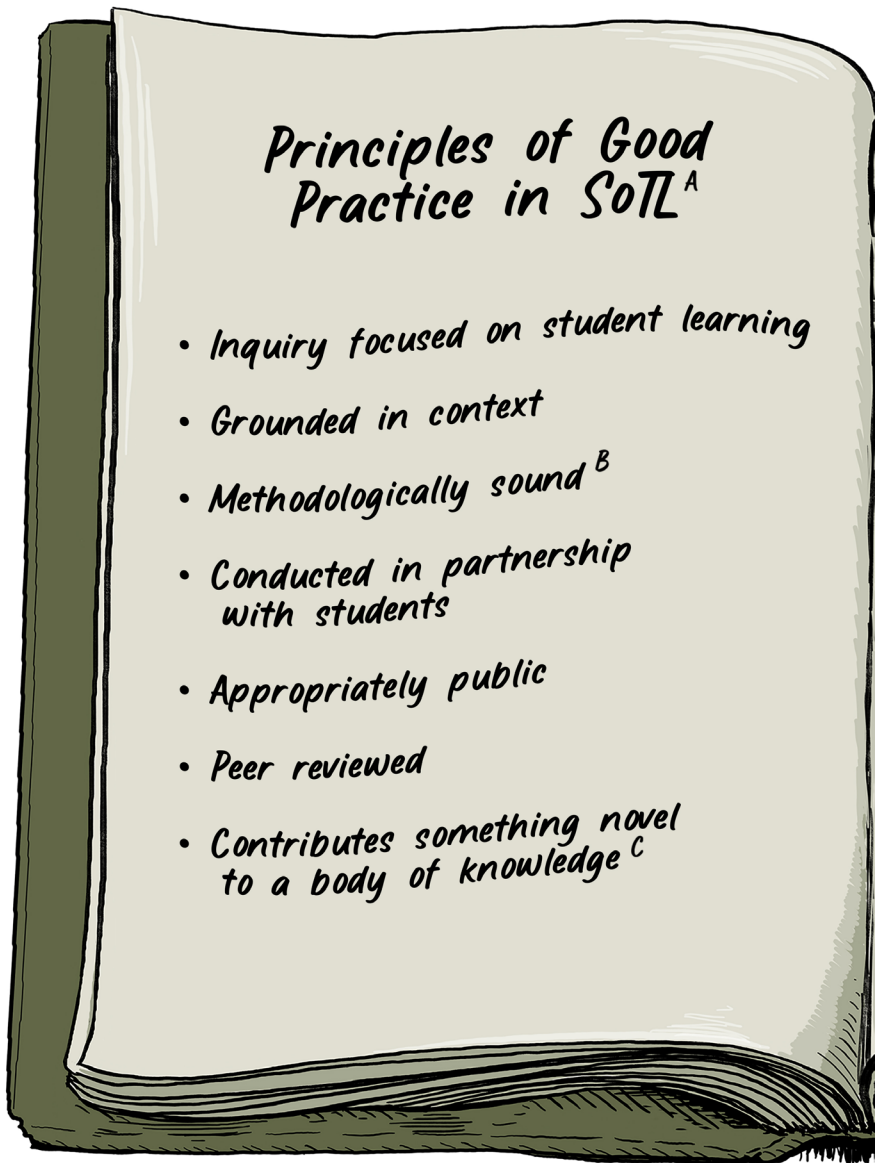 Principles of Good
Practice in SoTL A
• Inquiry focused on student learning
• Grounded in context
• Methodologically sound B
• Conducted in partnership
with students
• Appropriately public
• Peer reviewed
• Contributes something novel
to a body of knowledge C